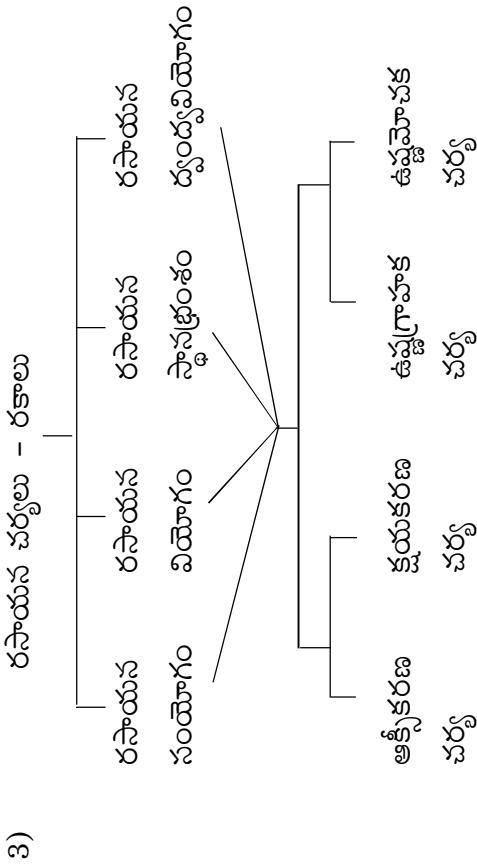 3)
రసాయన చర్యలు – రకాలు
రసాయన
సంయోగం
రసాయన
వియోగం
రసాయన
స్థానభ్రంశం
రసాయన
ద్వంద్వవియోగం
ఆక్సీకరణ
చర్య
క్షయకరణ
చర్య
ఉష్ణగ్రాహక
చర్య
ఉష్ణమోచక
చర్య